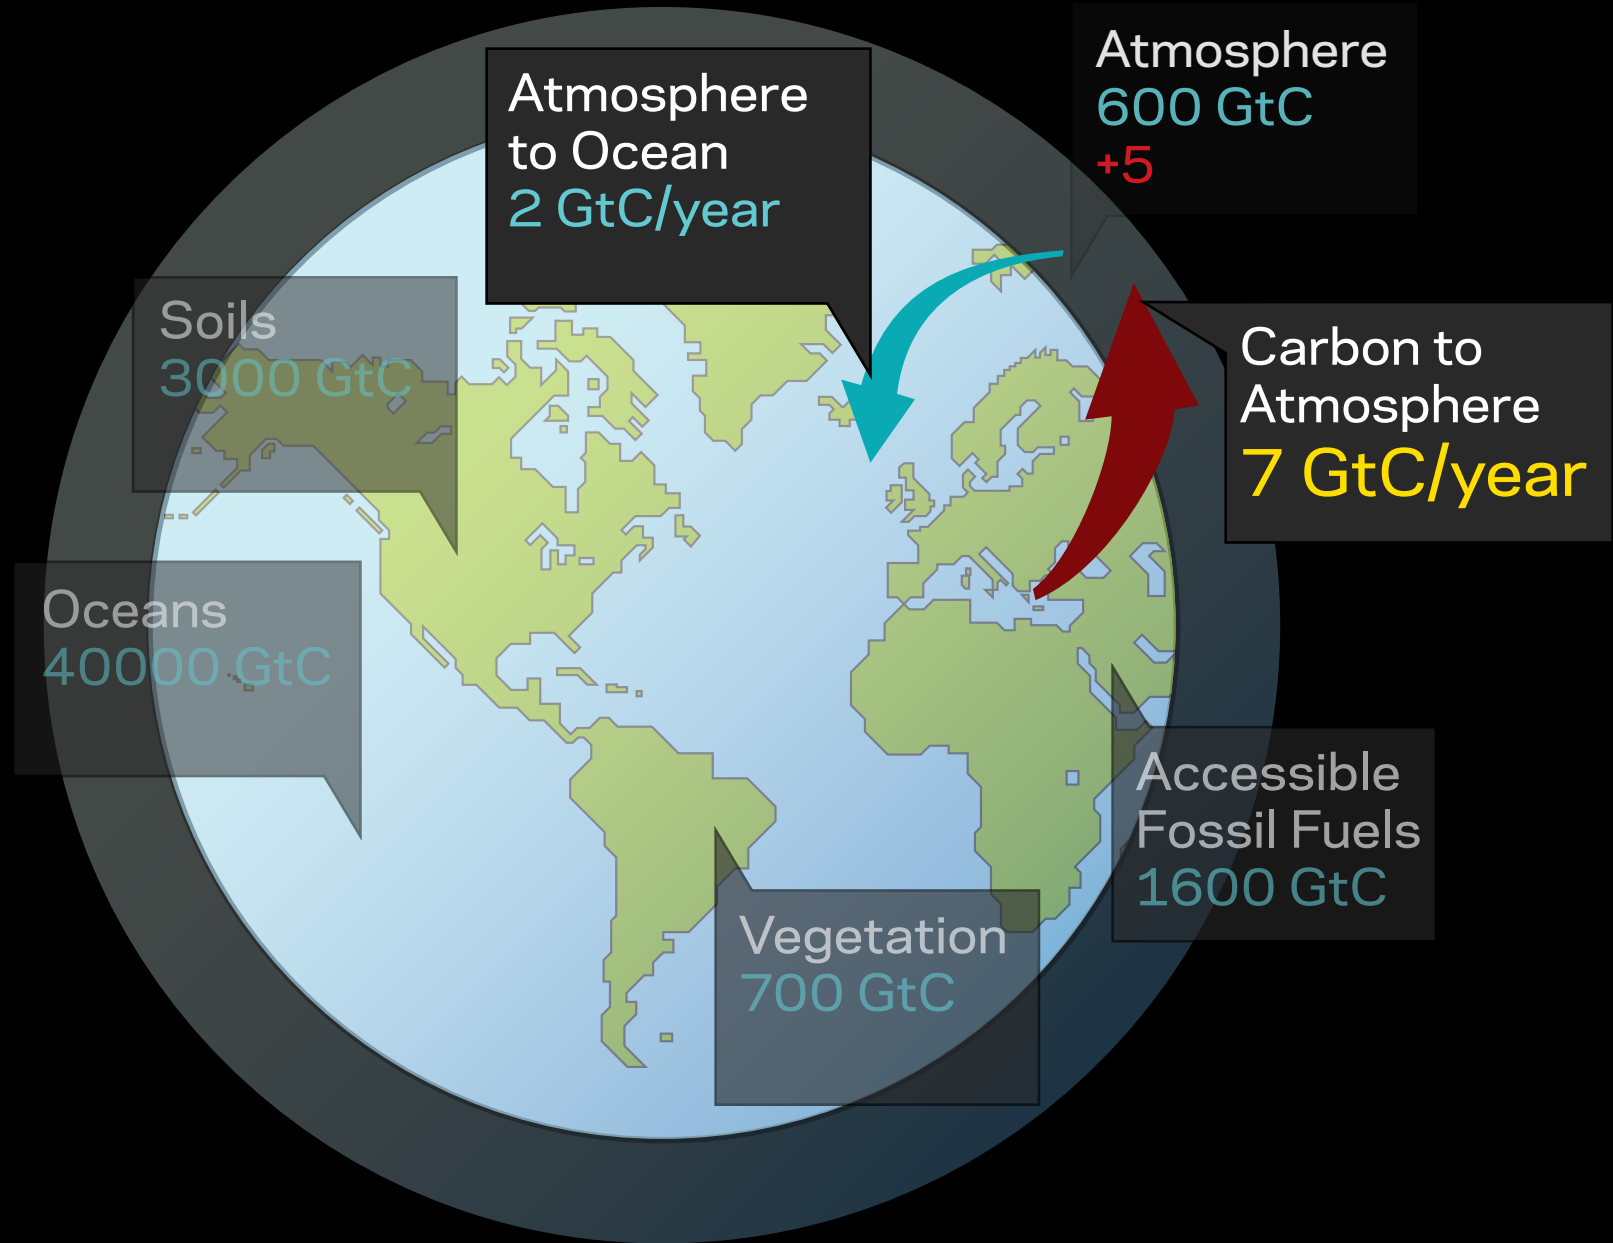 Atmosphere
to Ocean
2 GtC/year
Atmosphere
600 GtC
+5
Soils
3000 GtC
Carbon to
Atmosphere
7 GtC/year
Oceans
40000 GtC
Accessible
Fossil Fuels
1600 GtC
Vegetation
700 GtC